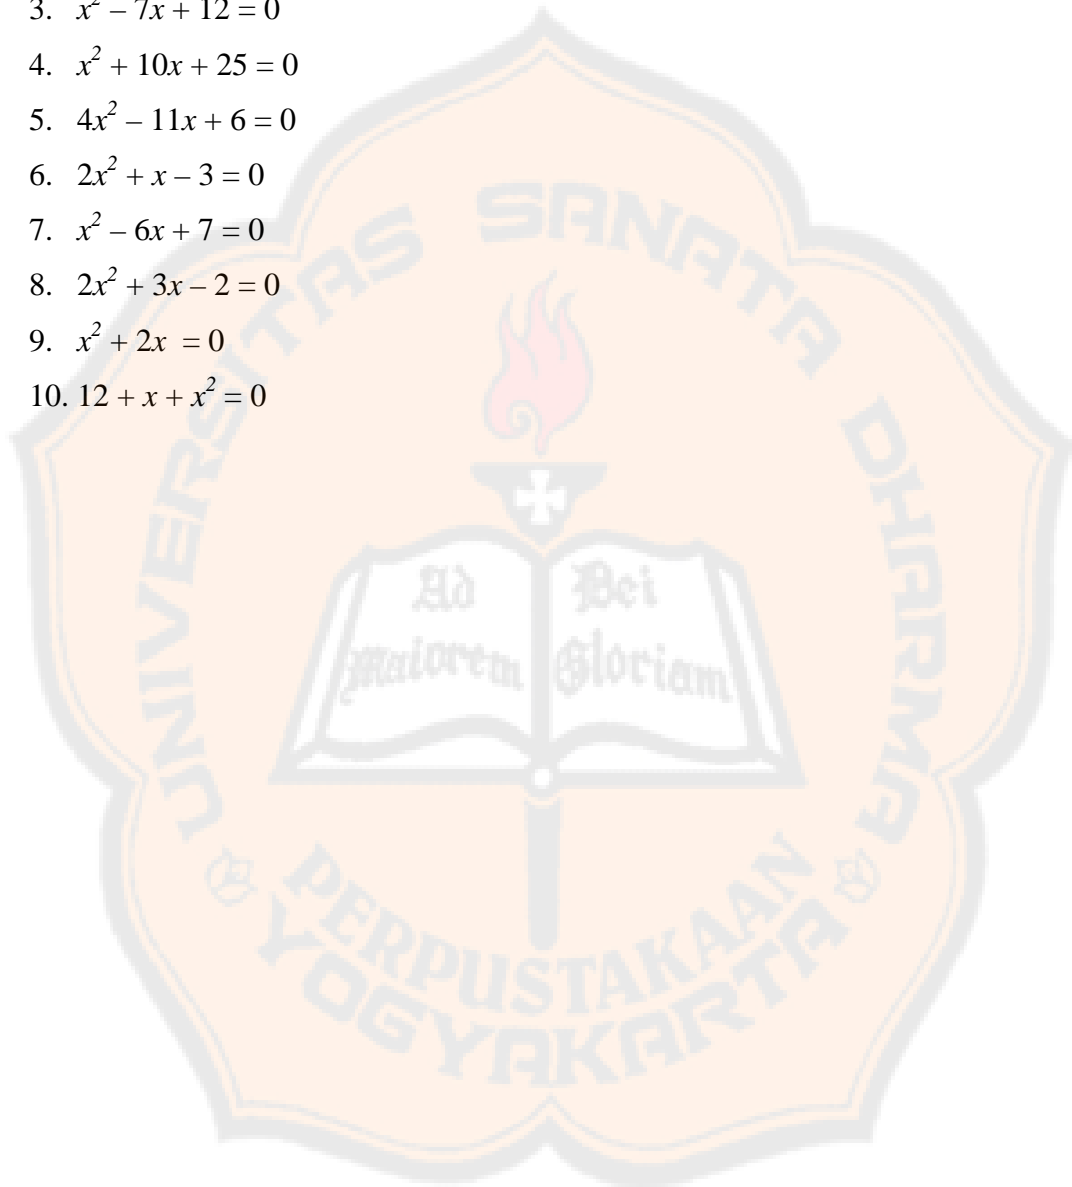 3. x² – 7x + 12 = 0
4. x² + 10x + 25 = 0
5. 4x² – 11x + 6 = 0
6. 2x² + x – 3 = 0
7. x² – 6x + 7 = 0
8. 2x² + 3x – 2 = 0
9. x² + 2x = 0
10. 12 + x + x² = 0
UNIVERSITAS SANATA DHARMA
Ad Dei
maiorem Gloriam
PERPUSTAKAAN
YOGYAKARTA